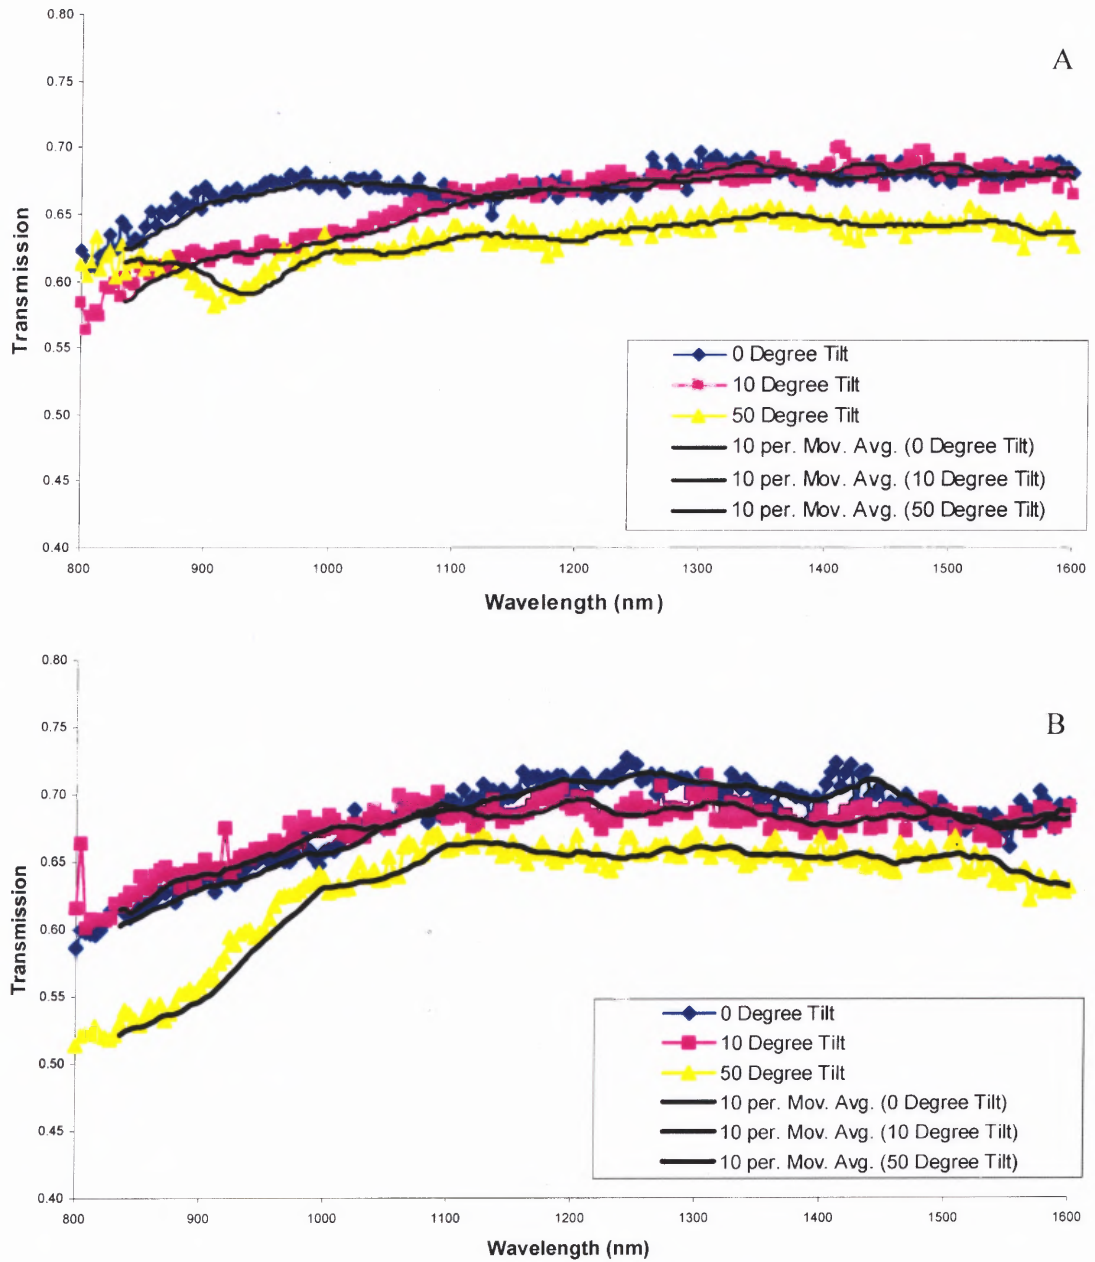 A
0.80
0.75
0.70
0.65
0.60
0.55
0.50
0.45
0.40
Transmission
0 Degree Tilt
10 Degree Tilt
50 Degree Tilt
10 per. Mov. Avg. (0 Degree Tilt)
10 per. Mov. Avg. (10 Degree Tilt)
10 per. Mov. Avg. (50 Degree Tilt)
800 900 1000 1100 1200 1300 1400 1500 1600
Wavelength (nm)
B
0.80
0.75
0.70
0.65
0.60
0.55
0.50
0.45
0.40
Transmission
0 Degree Tilt
10 Degree Tilt
50 Degree Tilt
10 per. Mov. Avg. (0 Degree Tilt)
10 per. Mov. Avg. (10 Degree Tilt)
10 per. Mov. Avg. (50 Degree Tilt)
800 900 1000 1100 1200 1300 1400 1500 1600
Wavelength (nm)